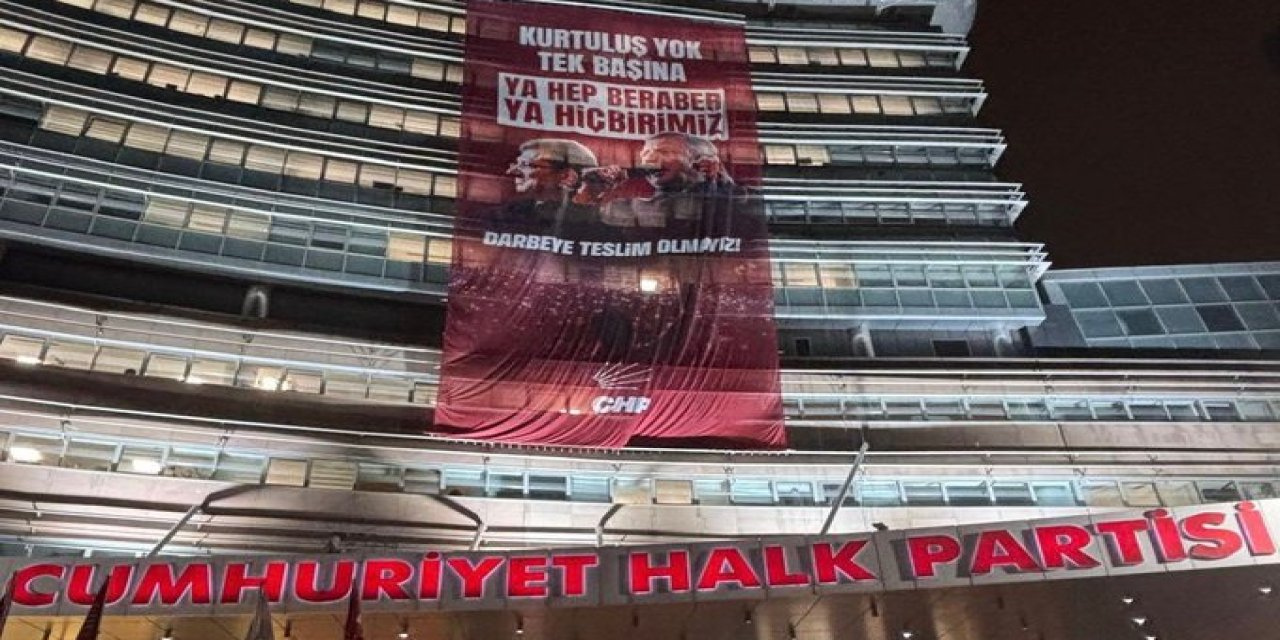 KURTULUŞ YOK
TEK BAŞINA
YA HEP BERABER
YA HİÇBİRİMİZ
DARBEYE TESLİM OLMAYIZ!
CHP
CUMHURİYET HALK PARTİSİ